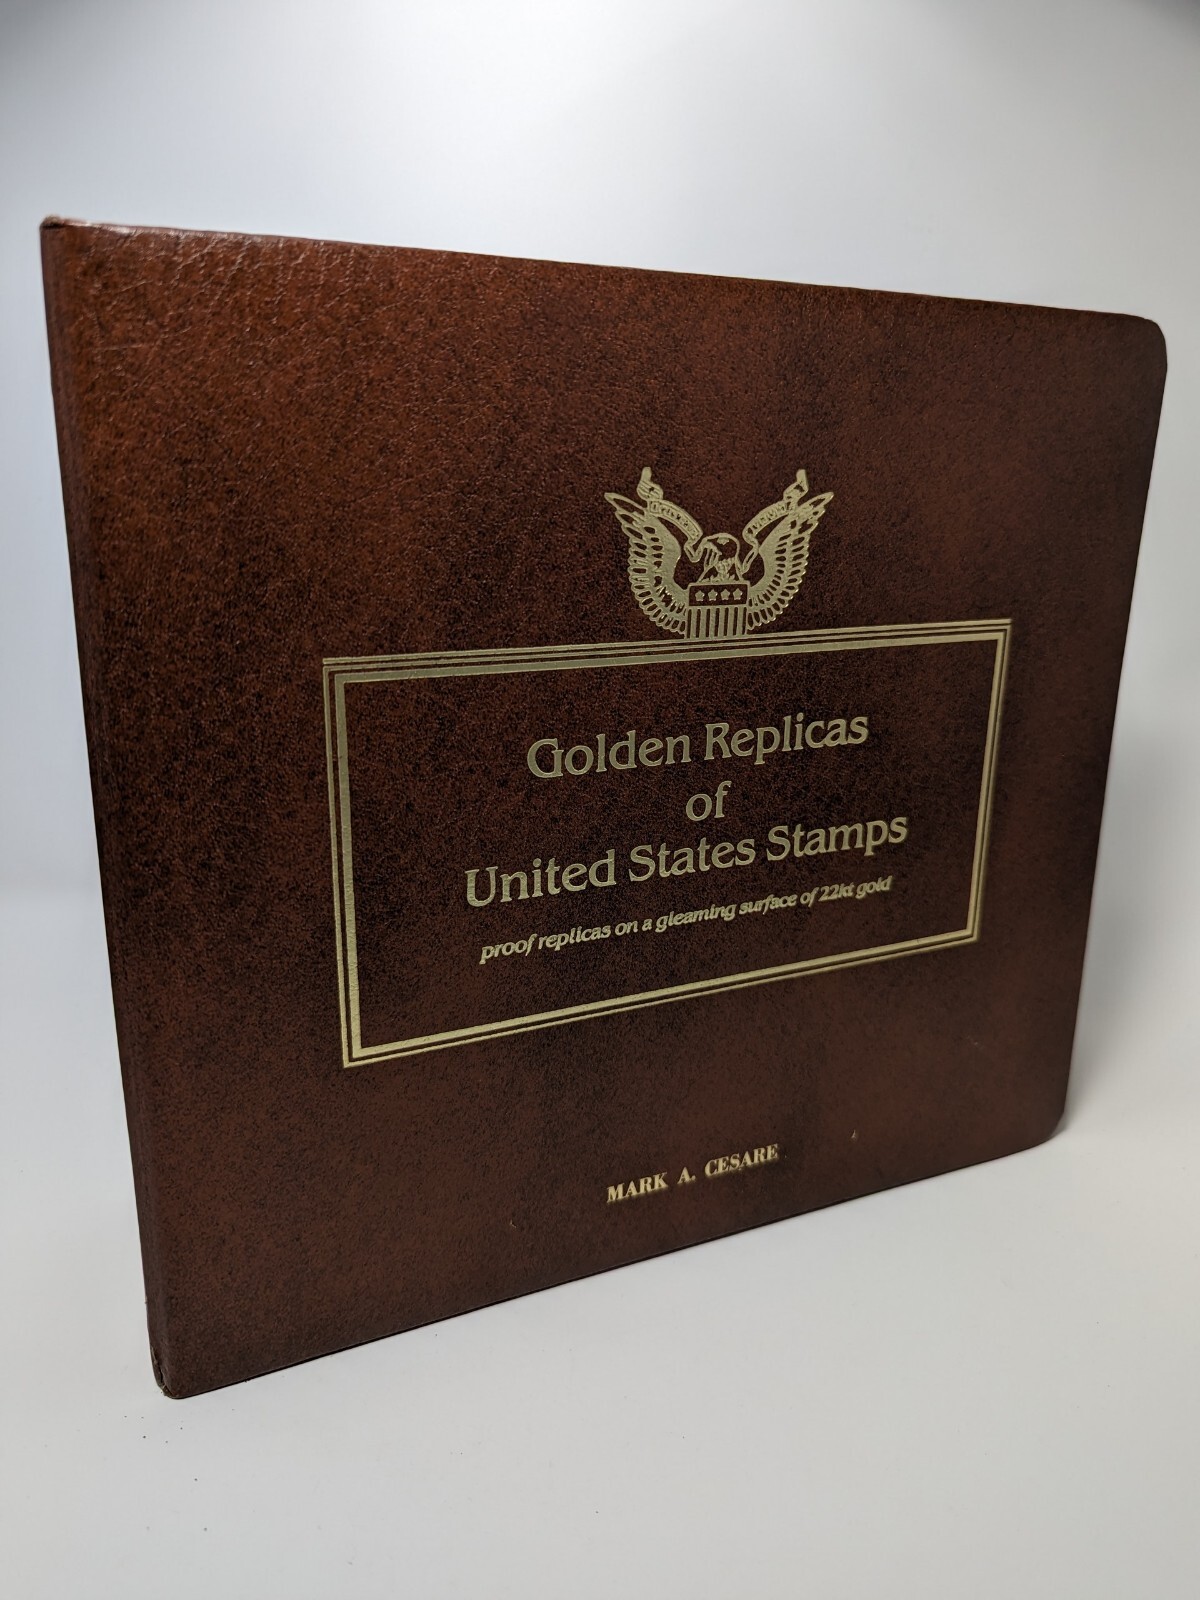 Golden Replicas
of
United States Stamps
proof replicas on a gleaming surface of 22kt gold
MARK A. CESARE